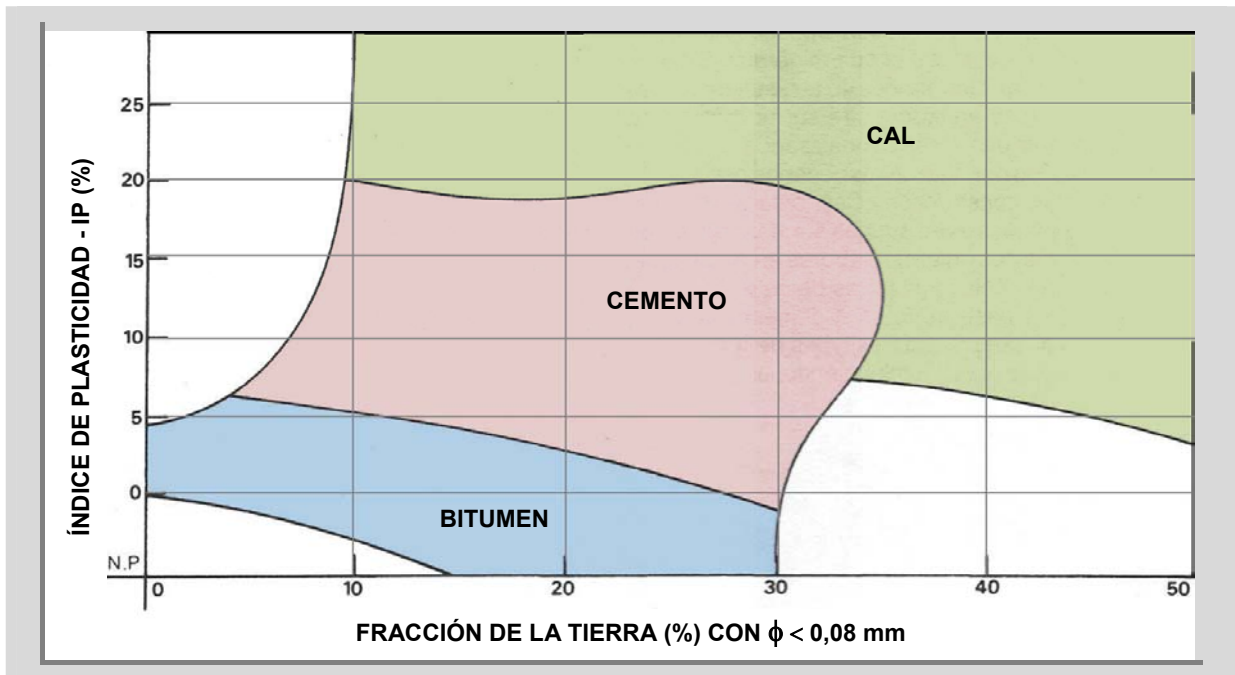 25
20
15
10
5
0
N.P
ÍNDICE DE PLASTICIDAD - IP (%)
CAL
CEMENTO
BITUMEN
0 10 20 30 40 50
FRACCIÓN DE LA TIERRA (%) CON ϕ < 0,08 mm